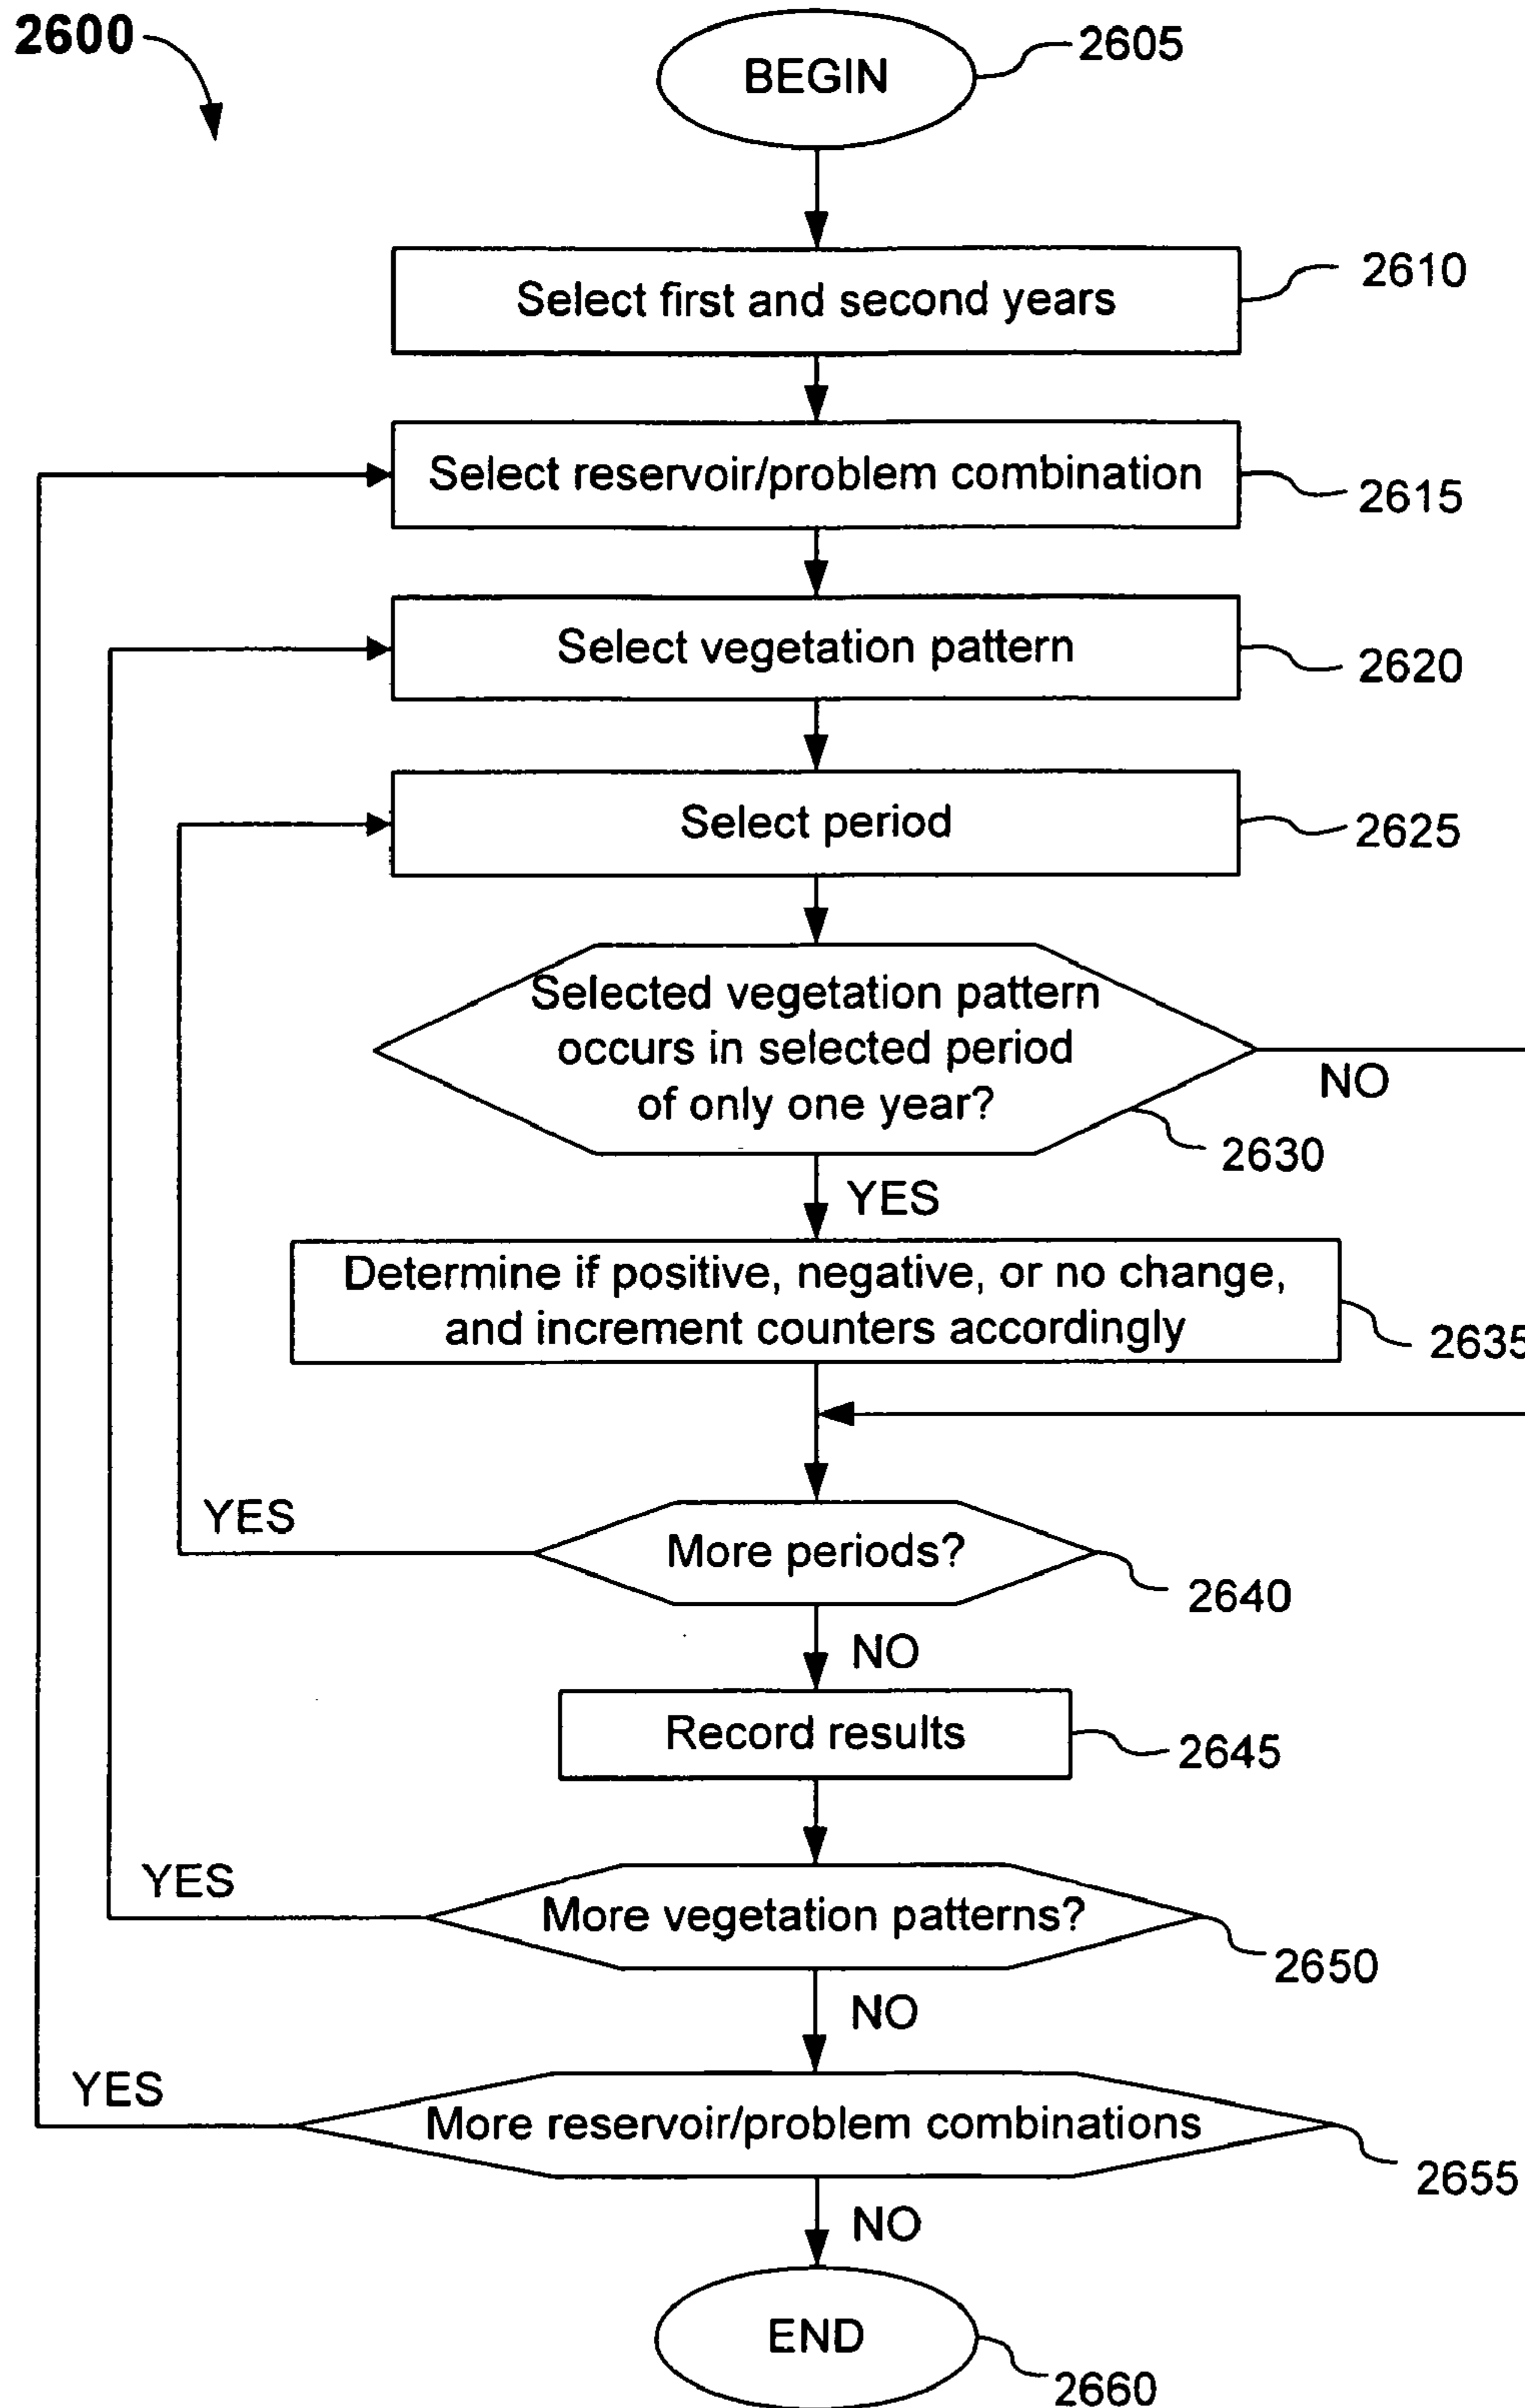 2600
BEGIN
2605
Select first and second years
2610
Select reservoir/problem combination
2615
Select vegetation pattern
2620
Select period
2625
Selected vegetation pattern
occurs in selected period
of only one year?
NO
2630
YES
Determine if positive, negative, or no change,
and increment counters accordingly
2635
YES
More periods?
2640
NO
Record results
2645
YES
More vegetation patterns?
2650
NO
YES
More reservoir/problem combinations
2655
NO
END
2660